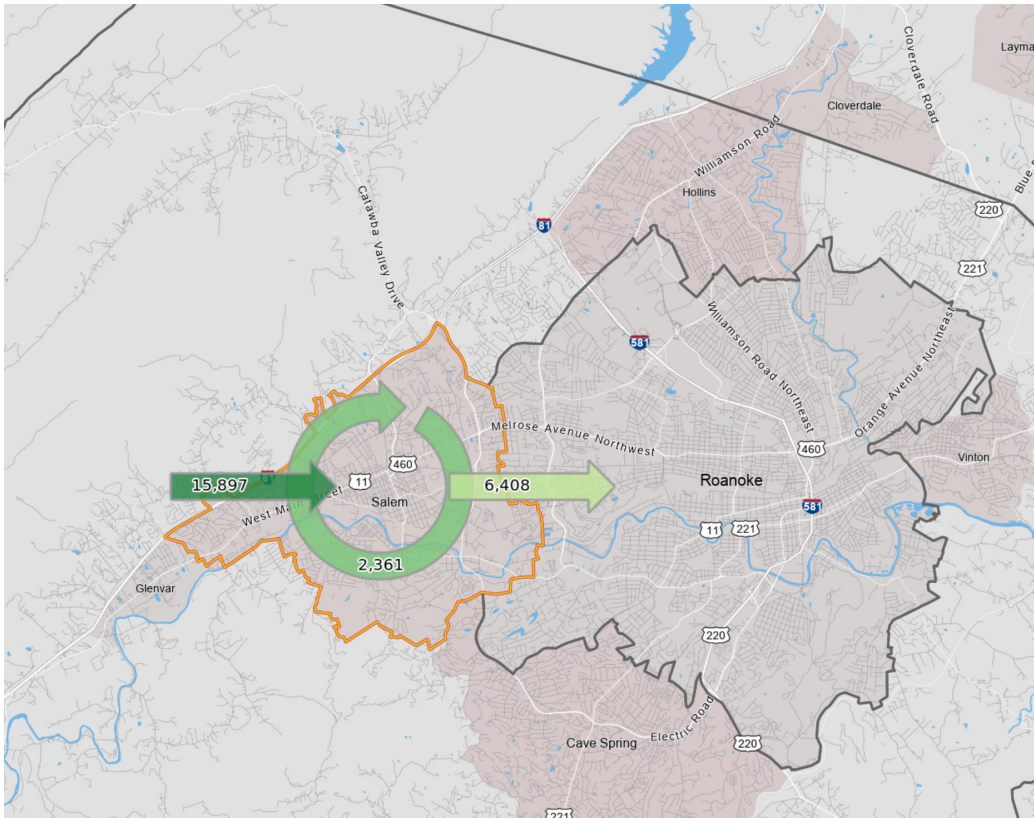 Layma
Cloverdale Road
Cloverdale
Williamson Road
Hollins
Blue
220
81
221
Catawba Valley Drive
581
Williamson Road Northeast
Orange Avenue Northeast
Melrose Avenue Northwest
460
460
Vinton
81
11
15,897
6,408
Roanoke
West Main Street
Salem
581
11
221
2,361
Glenvar
220
Electric Road
Cave Spring
220
221